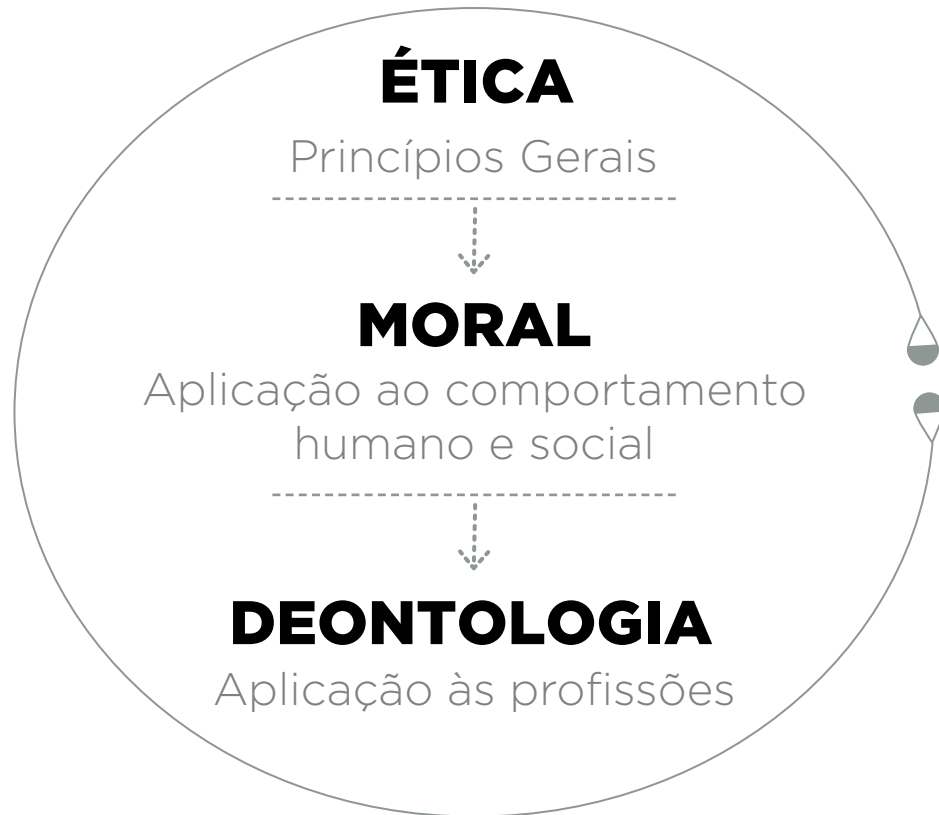 ÉTICA
Princípios Gerais
MORAL
Aplicação ao comportamento
humano e social
DEONTOLOGIA
Aplicação às profissões